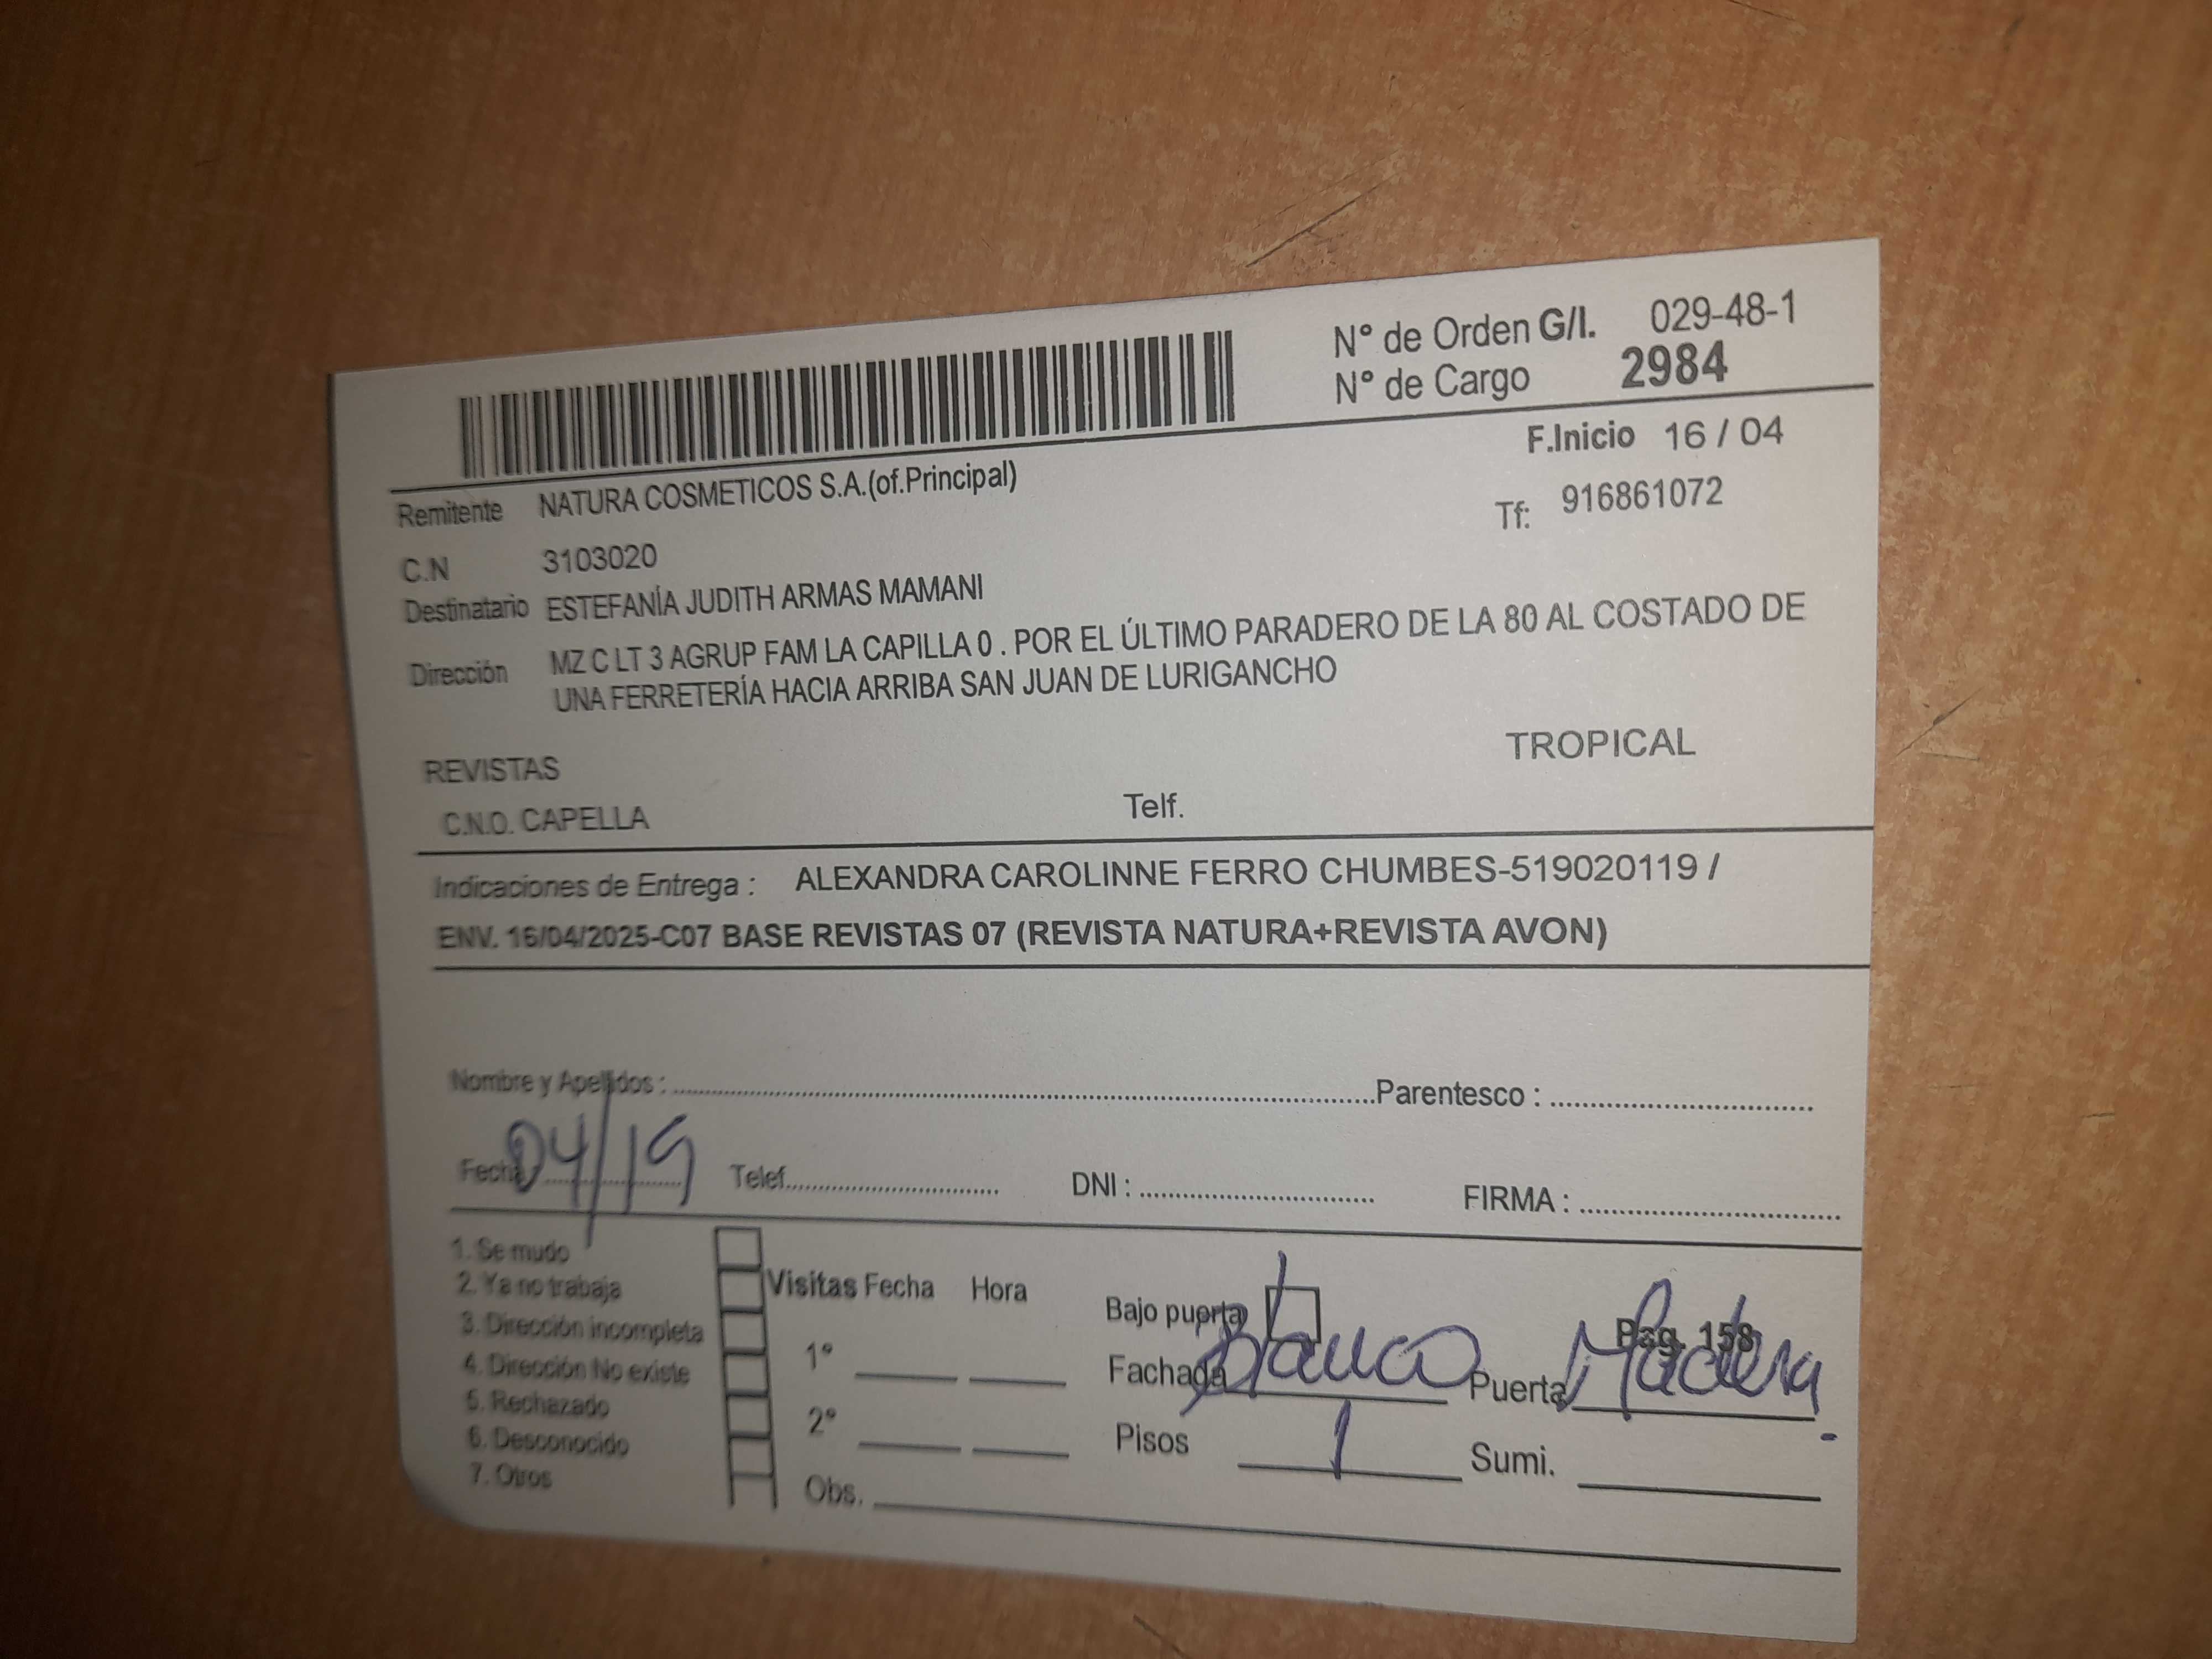 N° de Orden G/I. 029-48-1
N° de Cargo 2984
F.Inicio 16 / 04
Remitente NATURA COSMETICOS S.A.(of.Principal)
Tf: 916861072
C.N 3103020
Destinatario ESTEFANÍA JUDITH ARMAS MAMANI
Dirección MZ C LT 3 AGRUP FAM LA CAPILLA 0 . POR EL ÚLTIMO PARADERO DE LA 80 AL COSTADO DE
UNA FERRETERÍA HACIA ARRIBA SAN JUAN DE LURIGANCHO
TROPICAL
REVISTAS
C.N.O. CAPELLA Telf.
Indicaciones de Entrega : ALEXANDRA CAROLINNE FERRO CHUMBES-519020119 /
ENV. 16/04/2025-C07 BASE REVISTAS 07 (REVISTA NATURA+REVISTA AVON)
Nombre y Apellidos : Parentesco :
Fecha 04/19 Telef. DNI : FIRMA :
1. Se mudo
2. Ya no trabaja
3. Dirección incompleta
4. Dirección No existe
5. Rechazado
6. Desconocido
7. Otros
Visitas Fecha Hora
1°
2°
Obs.
Bajo puerta
Pag. 158
Fachada blanco Puerta Madera
Pisos 1 Sumi.